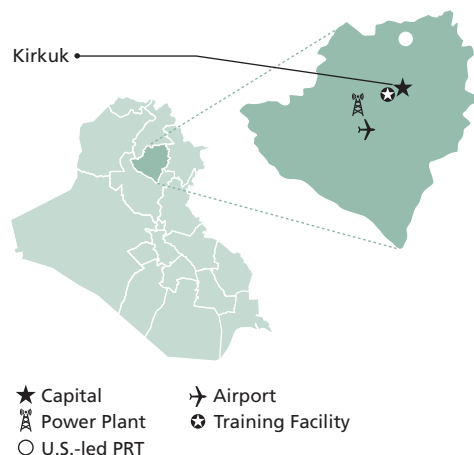 Kirkuk
Capital
Airport
Power Plant
Training Facility
U.S.-led PRT